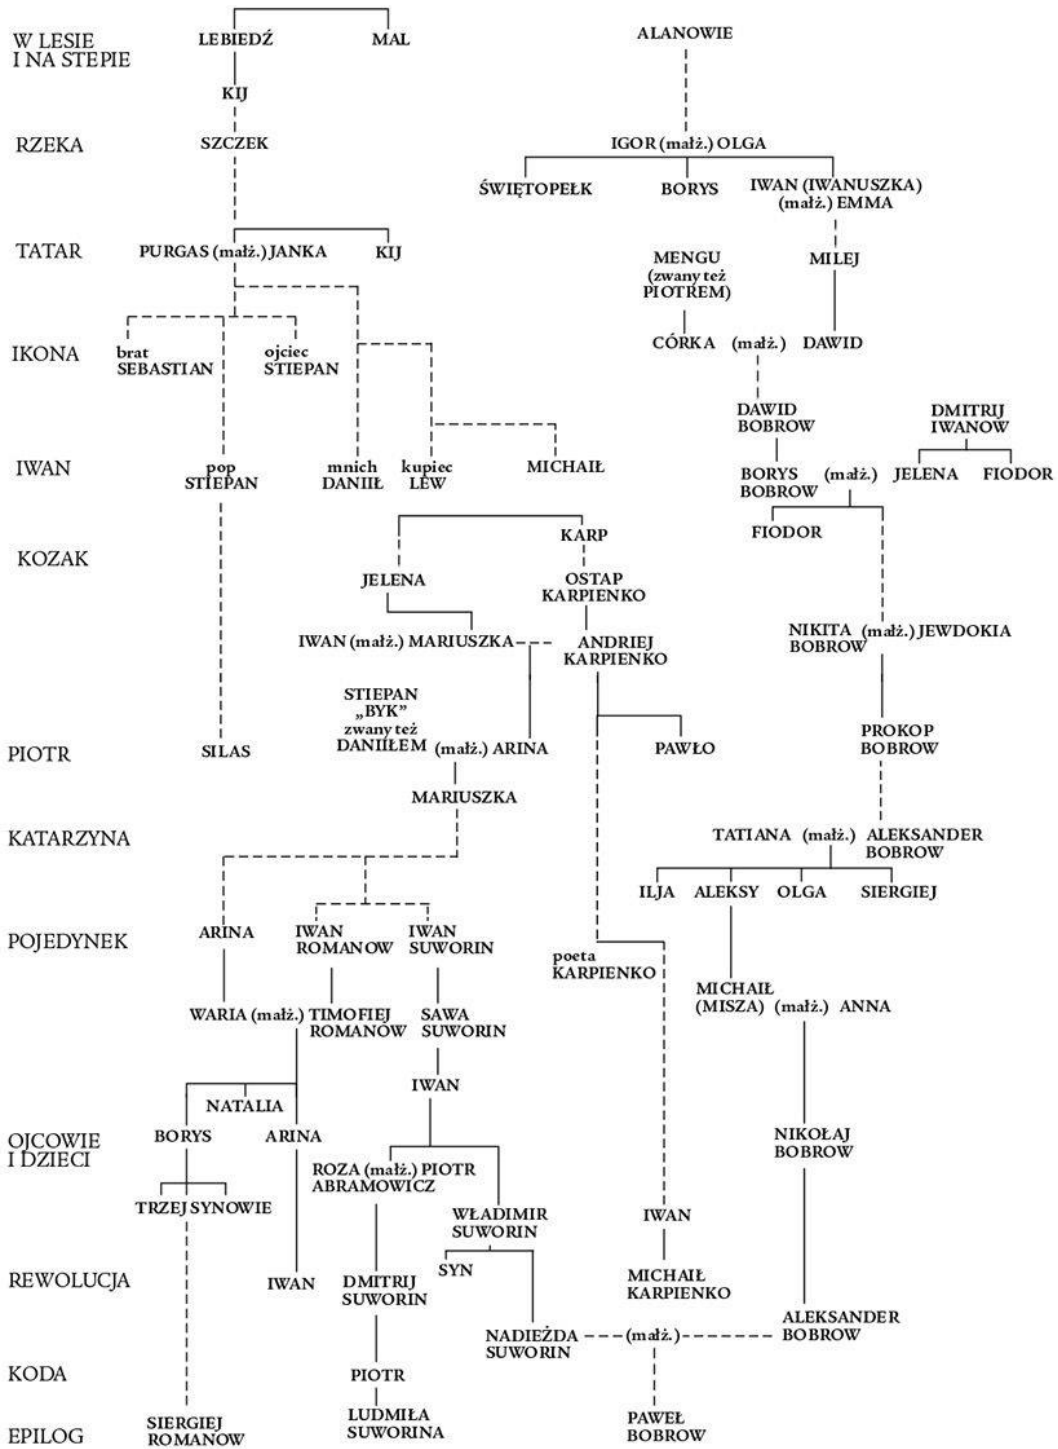 W LESIE
I NA STEPIE
LEBIEDŹ MAL
ALANOWIE
KIJ
RZEKA
SZCZEK
IGOR (małż.) OLGA
ŚWIĘTOPEŁK BORYS IWAN (IWANUSZKA)
(małż.) EMMA
TATAR
PURGAS (małż.) JANKA KIJ
MENGU
(zwany też
PIOTREM)
MILEJ
IKONA
brat
SEBASTIAN
ojciec
STIEPAN
CÓRKA (małż.) DAWID
DAWID
BOBROW
DMITRIJ
IWANOW
IWAN
pop
STIEPAN
mnich
DANIIŁ
kupiec
LEW
MICHAIŁ
BORYS
BOBROW
(małż.)
JELENA FIODOR
FIODOR
KOZAK
KARP
JELENA
OSTAP
KARPIENKO
IWAN (małż.) MARIUSZKA
ANDRIEJ
KARPIENKO
NIKITA (małż.) JEWDOKIA
BOBROW
STIEPAN
„BYK”
zwany też
DANIIŁEM (małż.) ARINA
PIOTR
SILAS
PAWŁO
PROKOP
BOBROW
MARIUSZKA
KATARZYNA
TATIANA (małż.) ALEKSANDER
BOBROW
ILJA ALEKSY OLGA SIERGIEJ
POJEDYNEK
ARINA
IWAN
ROMANOW
IWAN
SUWORIN
poeta
KARPIENKO
MICHAIŁ
(MISZA) (małż.) ANNA
WARIA (małż.) TIMOFIEJ
ROMANÓW
SAWA
SUWORIN
IWAN
NATALIA
OJCOWIE
I DZIECI
BORYS ARINA
NIKOŁAJ
BOBROW
ROZA (małż.) PIOTR
ABRAMOWICZ
TRZEJ SYNOWIE
WŁADIMIR
SUWORIN
IWAN
REWOLUCJA
IWAN
DMITRIJ
SUWORIN
SYN
MICHAIŁ
KARPIENKO
NADIEŻDA
SUWORIN
(małż.)
ALEKSANDER
BOBROW
KODA
PIOTR
EPILOG
SIERGIEJ
ROMANÓW
LUDMIŁA
SUWORINA
PAWEŁ
BOBROW